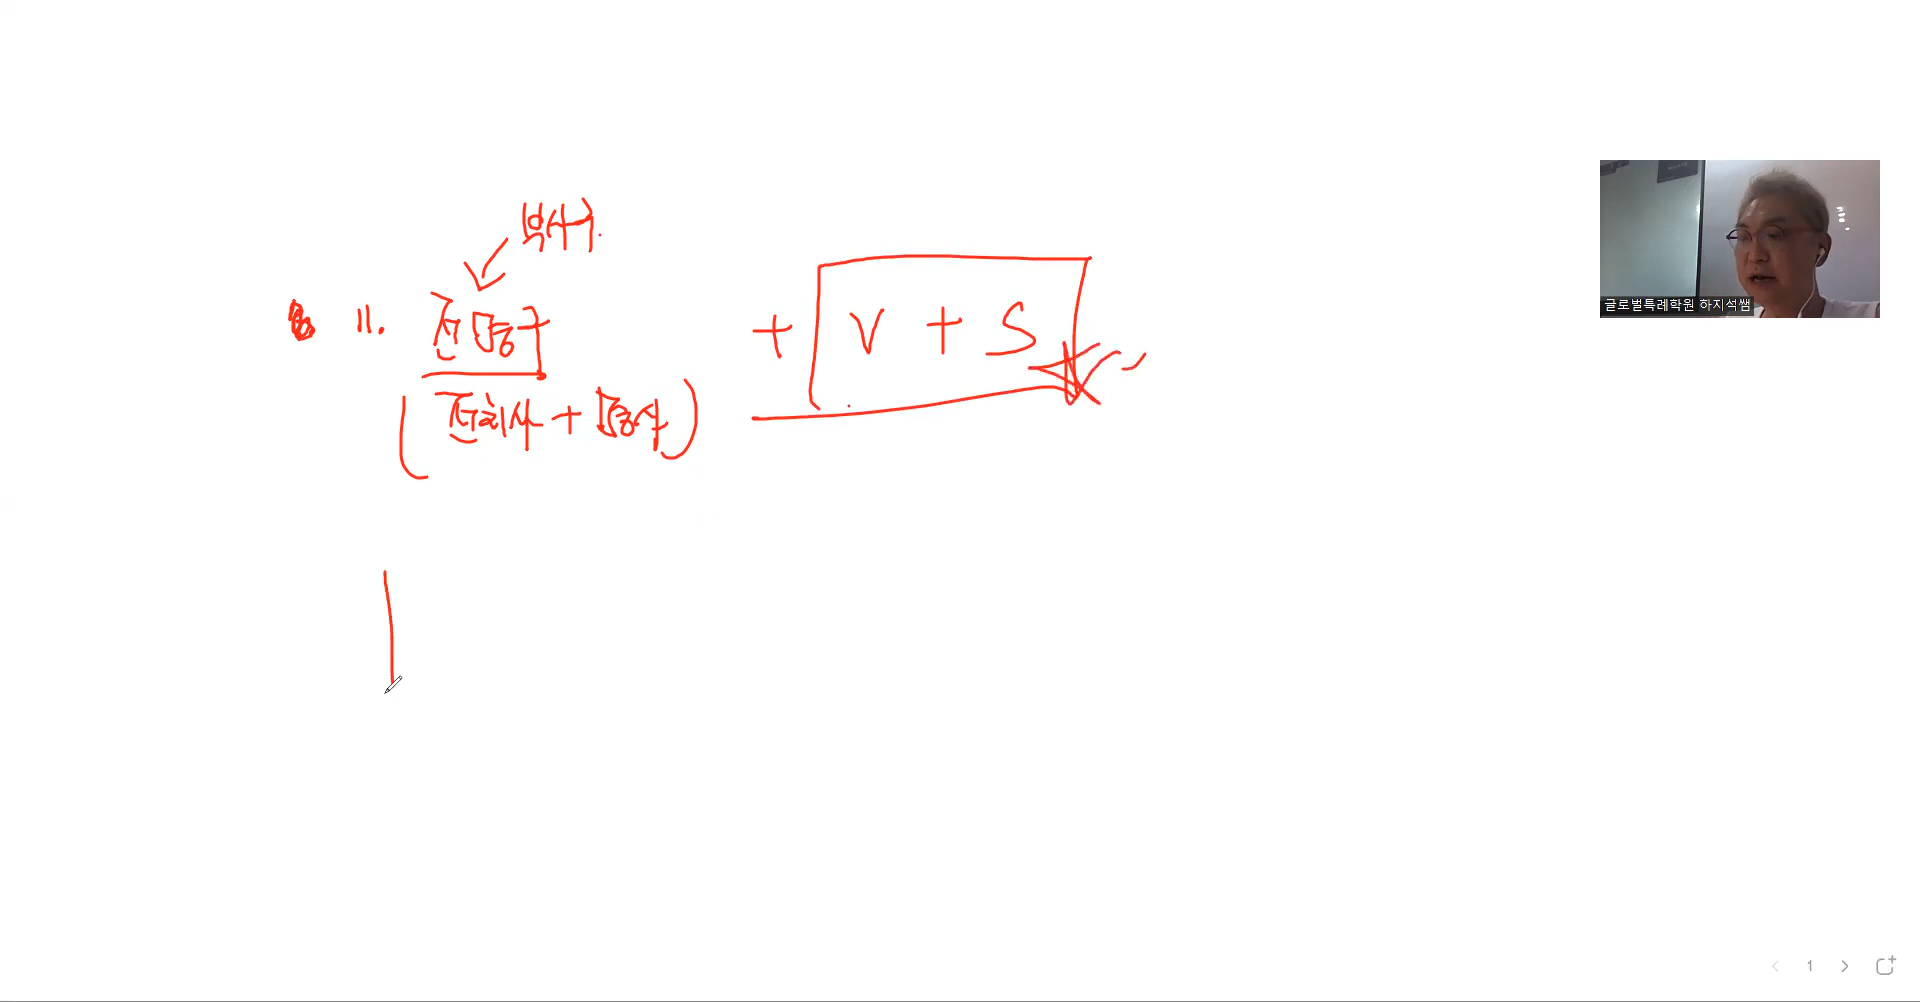 부사.
11. 전명구 + V + S
(전치사 + 명사)
글로벌특례학원 하지석쌤
1